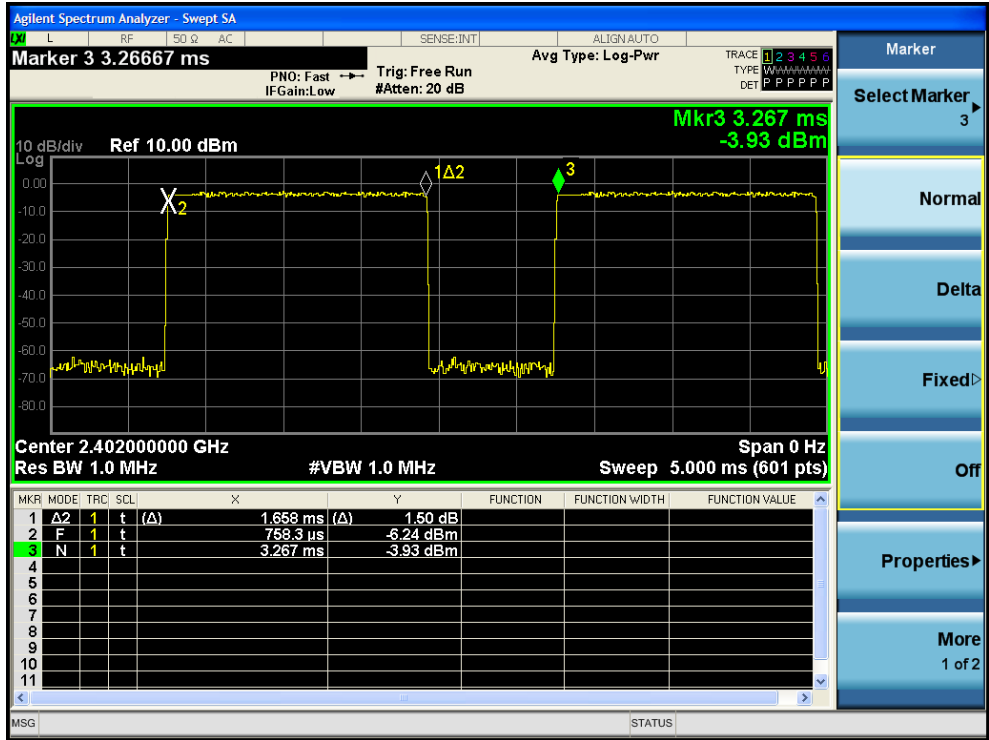 Agilent Spectrum Analyzer - Swept SA
LXI L RF 50 Ω AC SENSE:INT ALIGN AUTO
Marker 3 3.26667 ms
PNO: Fast
IFGain:Low
Trig: Free Run
#Atten: 20 dB
Avg Type: Log-Pwr
TRACE 1 2 3 4 5 6
TYPE W
DET P P P P P P
Mkr3 3.267 ms
-3.93 dBm
10 dB/div Ref 10.00 dBm
Log
0.00
-10.0
-20.0
-30.0
-40.0
-50.0
-60.0
-70.0
-80.0
2
1Δ2
3
Center 2.402000000 GHz Span 0 Hz
Res BW 1.0 MHz #VBW 1.0 MHz Sweep 5.000 ms (601 pts)
MKR MODE TRC SCL X Y FUNCTION FUNCTION WIDTH FUNCTION VALUE
1 Δ2 1 t (Δ) 1.658 ms (Δ) 1.50 dB
2 F 1 t 758.3 µs -6.24 dBm
3 N 1 t 3.267 ms -3.93 dBm
4
5
6
7
8
9
10
11
MSG STATUS
Marker
Select Marker
3
Normal
Delta
Fixed
Off
Properties
More
1 of 2